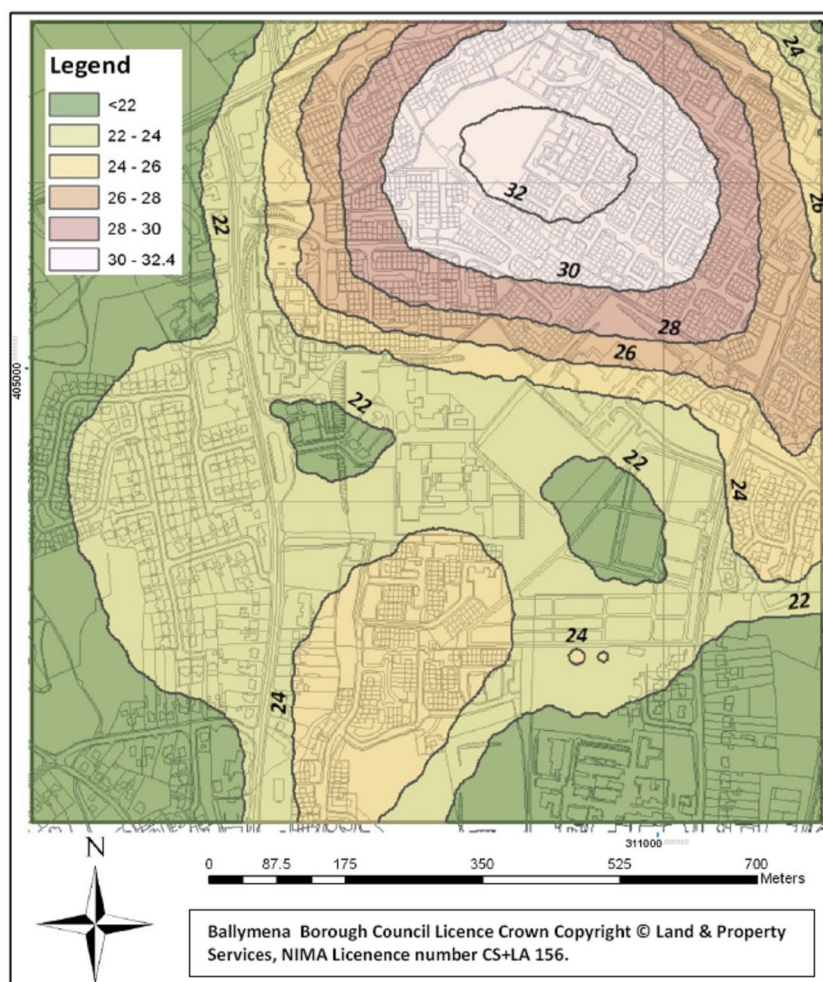 Legend
<22
22 - 24
24 - 26
26 - 28
28 - 30
30 - 32.4
24
26
22
32
30
28
26
22
22
24
22
24
24
405000
N
311000
0 87.5 175 350 525 700
Meters
Ballymena Borough Council Licence Crown Copyright © Land & Property
Services, NIMA Licenence number CS+LA 156.